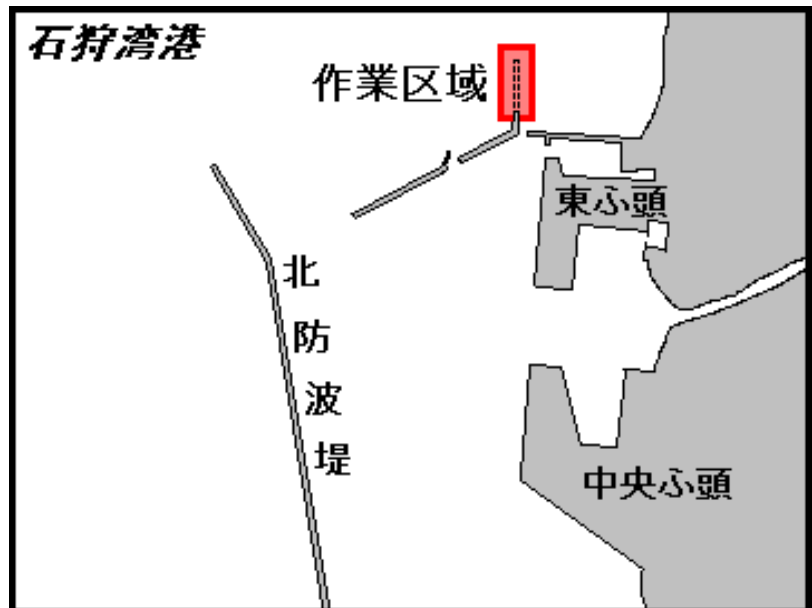 石狩湾港
作業区域
東ふ頭
北防波堤
中央ふ頭